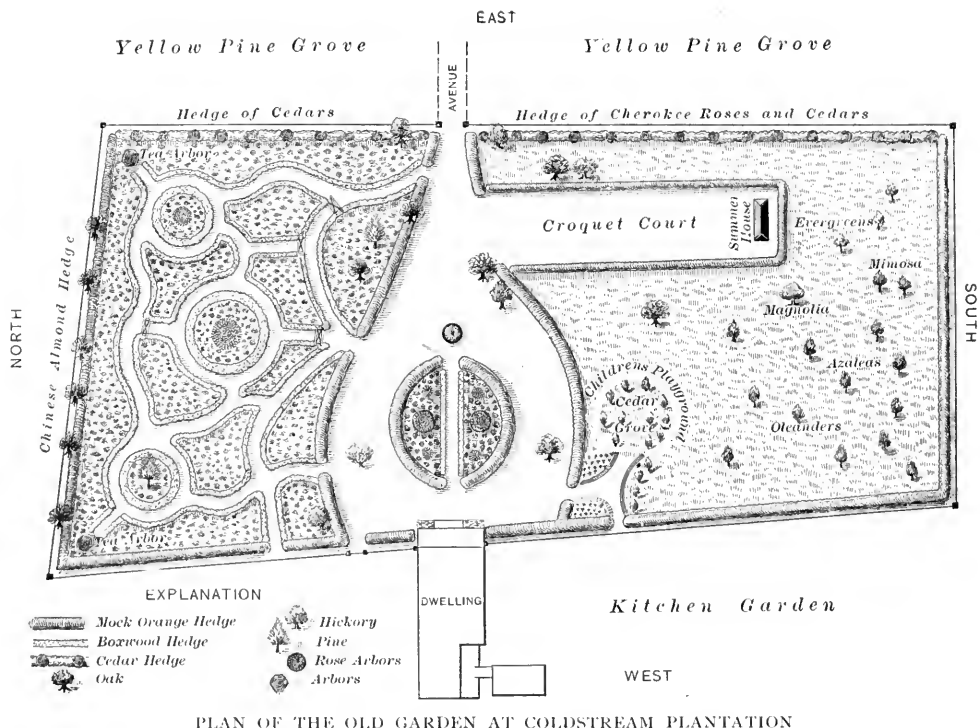 EAST
Yellow Pine Grove
Yellow Pine Grove
AVENUE
Hedge of Cedars
Hedge of Cherokee Roses and Cedars
Tea Arbor
Croquet Court
Summer House
Evergreens
Mimosa
NORTH
Chinese Almond Hedge
SOUTH
Magnolia
Azaleas
Childrens Playground
Cedar
Grove
Oleanders
Tea Arbor
EXPLANATION
Mock Orange Hedge
Boxwood Hedge
Cedar Hedge
Oak
Hickory
Pine
Rose Arbors
Arbors
DWELLING
Kitchen Garden
WEST
PLAN OF THE OLD GARDEN AT COLDSTREAM PLANTATION